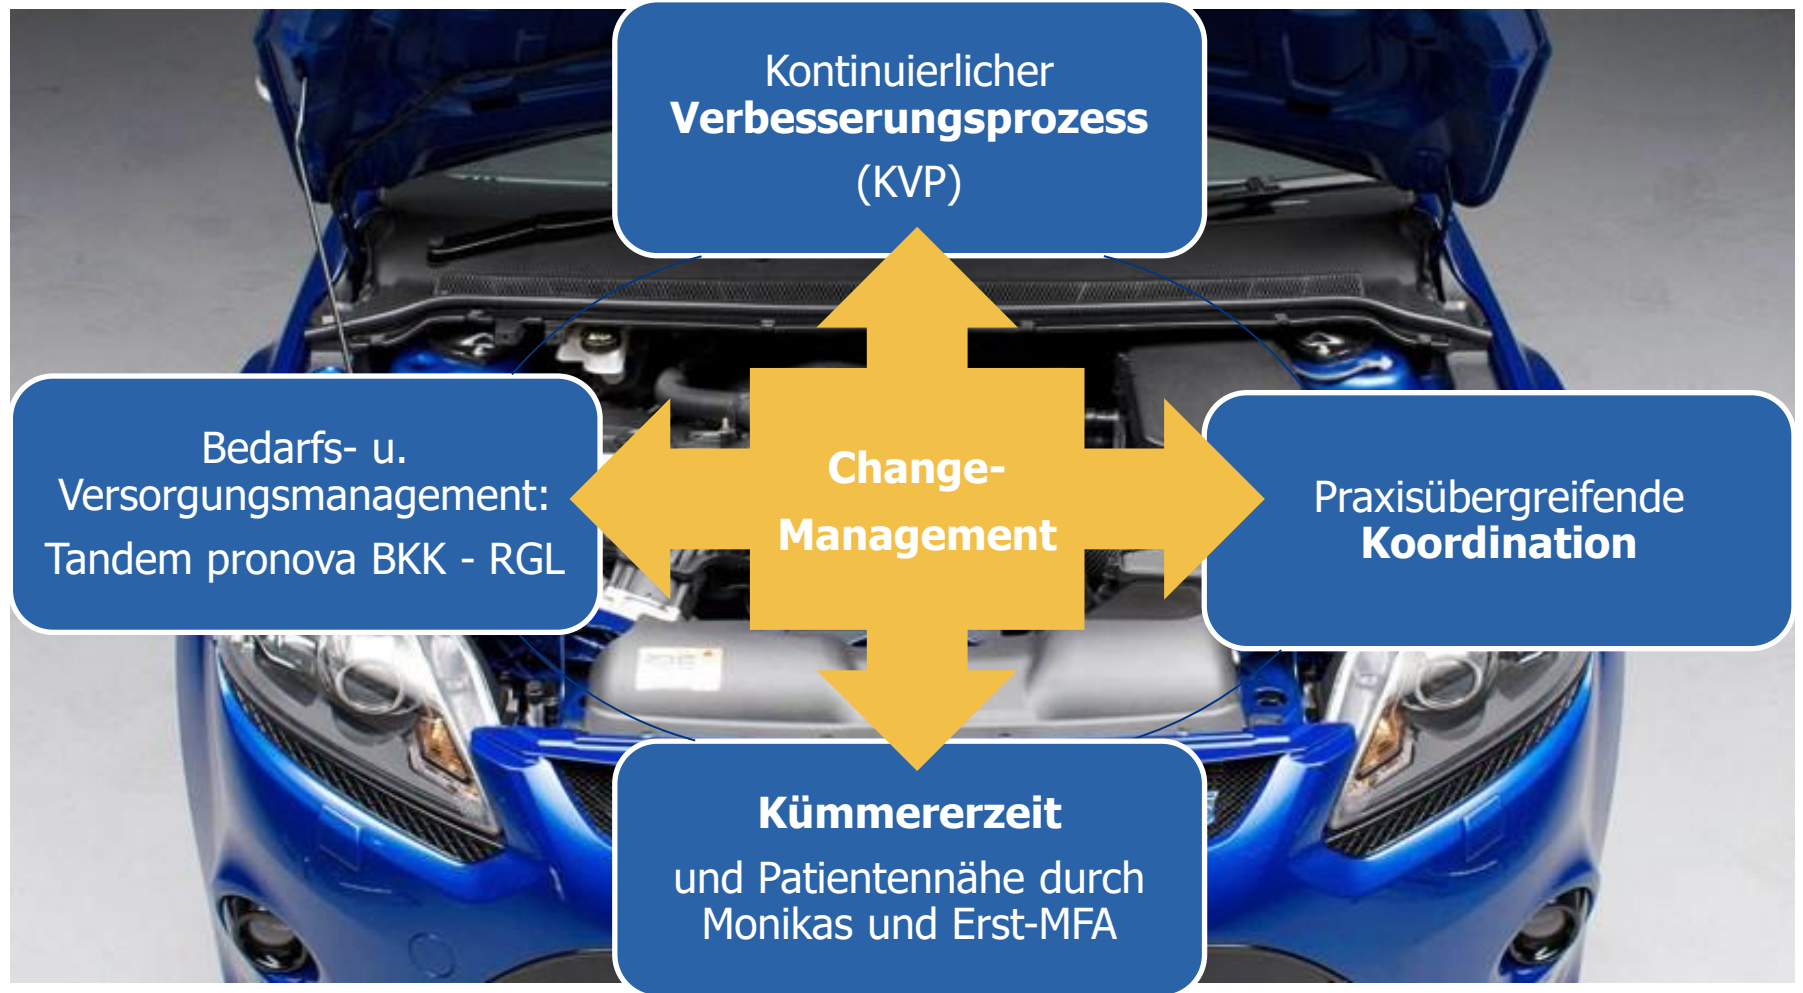 Kontinuierlicher
Verbesserungsprozess
(KVP)
Bedarfs- u.
Versorgungsmanagement:
Tandem pronova BKK - RGL
Change-
Management
Praxisübergreifende
Koordination
Kümmererzeit
und Patientennähe durch
Monikas und Erst-MFA